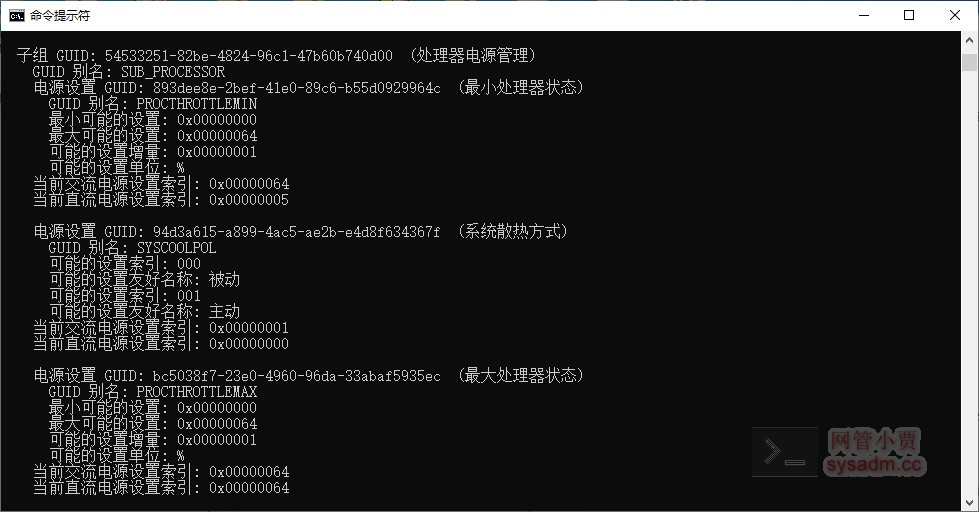 命令提示符
子组 GUID: 54533251-82be-4824-96c1-47b60b740d00 (处理器电源管理)
GUID 别名: SUB_PROCESSOR
电源设置 GUID: 893dee8e-2bef-41e0-89c6-b55d0929964c (最小处理器状态)
GUID 别名: PROCTHROTTLEMIN
最小可能的设置: 0x00000000
最大可能的设置: 0x00000064
可能的设置增量: 0x00000001
可能的设置单位: %
当前交流电源设置索引: 0x00000064
当前直流电源设置索引: 0x00000005
电源设置 GUID: 94d3a615-a899-4ac5-ae2b-e4d8f634367f (系统散热方式)
GUID 别名: SYSCOOLPOL
可能的设置索引: 000
可能的设置友好名称: 被动
可能的设置索引: 001
可能的设置友好名称: 主动
当前交流电源设置索引: 0x00000001
当前直流电源设置索引: 0x00000000
电源设置 GUID: bc5038f7-23e0-4960-96da-33abaf5935ec (最大处理器状态)
GUID 别名: PROCTHROTTLEMAX
最小可能的设置: 0x00000000
最大可能的设置: 0x00000064
可能的设置增量: 0x00000001
可能的设置单位: %
当前交流电源设置索引: 0x00000064
当前直流电源设置索引: 0x00000064
网管小贾
sysadm.cc